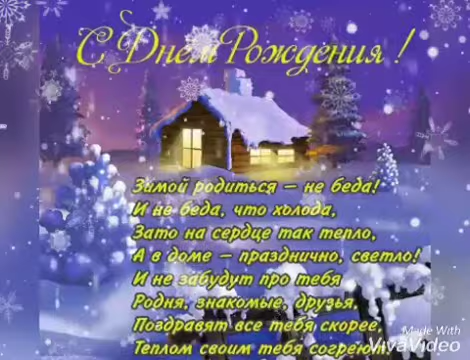 С Днем Рождения !
Зимой родиться – не беда!
И не беда, что холода,
Зато на сердце так тепло,
А в доме – празднично, светло!
И не забудут про тебя
Родня, знакомые, друзья,
Поздравят все тебя скорее,
Теплом своим тебя согреют
Made With
VivaVideo